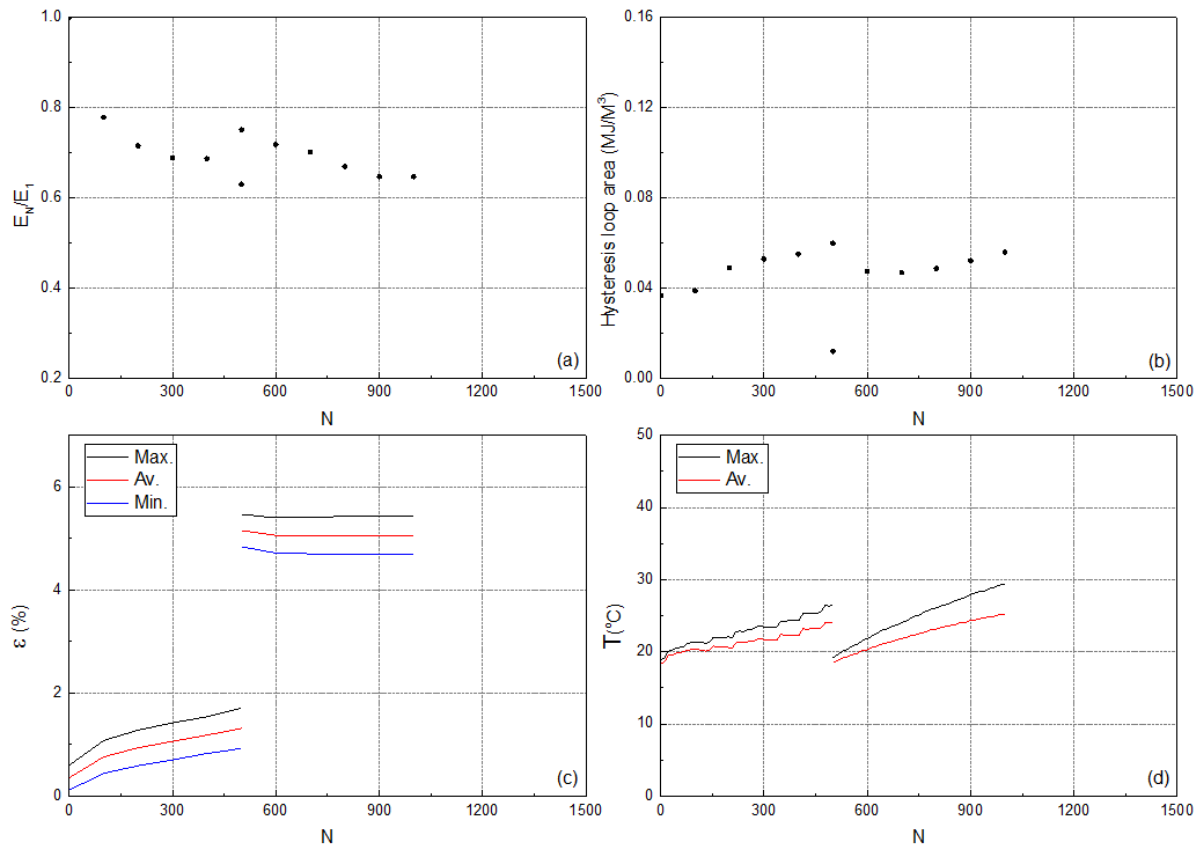 1.0
0.8
0.6
0.4
0.2
E_N/E_1
0 300 600 900 1200 1500
N
(a)
0.16
0.12
0.08
0.04
0.00
Hysteresis loop area (MJ/M³)
0 300 600 900 1200 1500
N
(b)
Max.
Av.
Min.
6
4
2
0
ε (%)
0 300 600 900 1200 1500
N
(c)
Max.
Av.
50
40
30
20
10
0
T(°C)
0 300 600 900 1200 1500
N
(d)